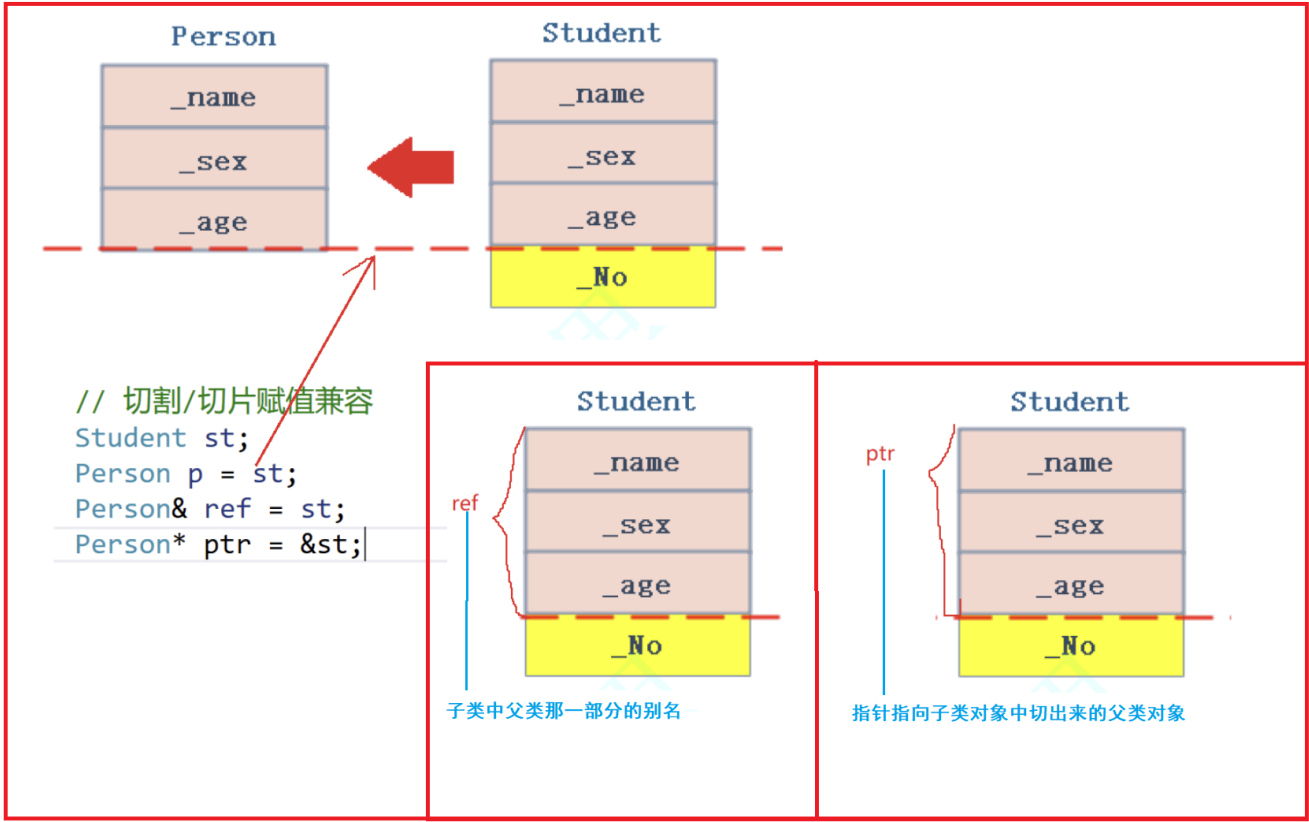 Person
Student
_name
_sex
_age
_name
_sex
_age
_No
// 切割/切片赋值兼容
Student st;
Person p = st;
Person& ref = st;
Person* ptr = &st;
Student
ref
_name
_sex
_age
_No
子类中父类那一部分的别名
Student
ptr
_name
_sex
_age
_No
指针指向子类对象中切出来的父类对象